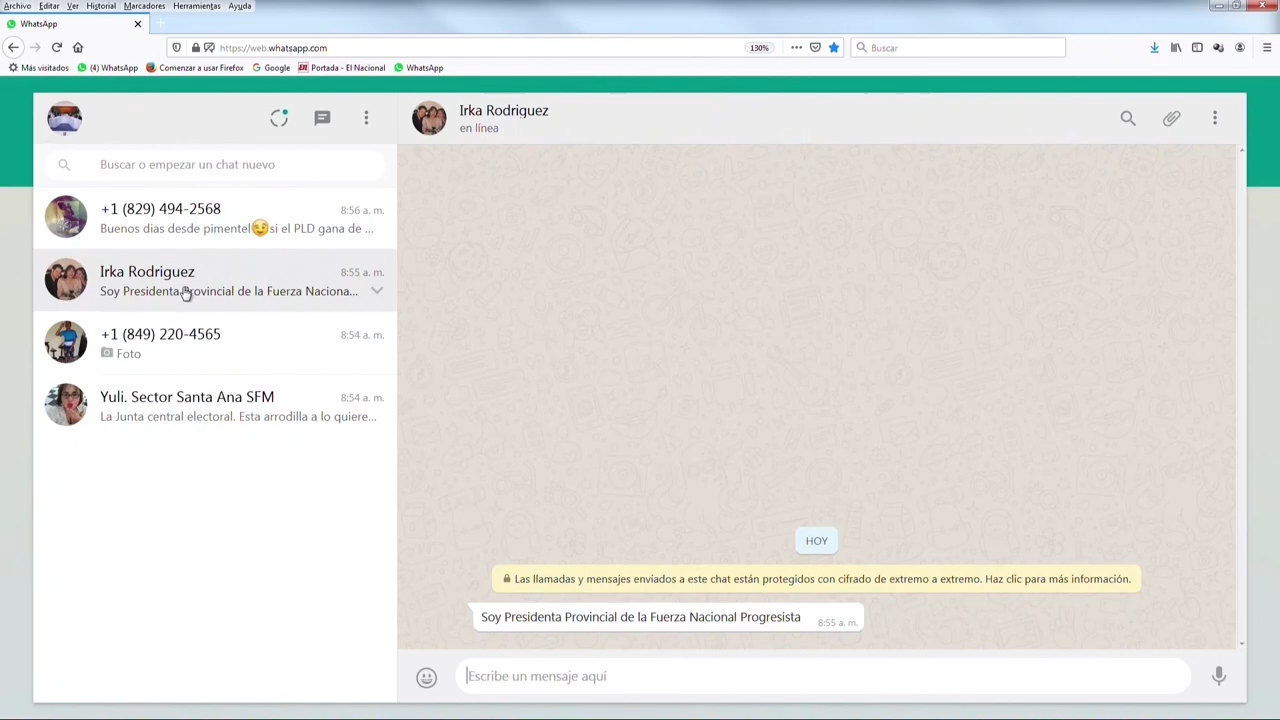 Archivo Editar Ver Historial Marcadores Herramientas Ayuda
WhatsApp
https://web.whatsapp.com
130%
Buscar
Más visitados (4) WhatsApp Comenzar a usar Firefox Google Portada - El Nacional WhatsApp
Irka Rodriguez
en línea
Buscar o empezar un chat nuevo
+1 (829) 494-2568 8:56 a. m.
Buenos dias desde pimentel😉si el PLD gana de ...
Irka Rodriguez 8:55 a. m.
Soy Presidenta Provincial de la Fuerza Naciona...
+1 (849) 220-4565 8:54 a. m.
Foto
Yuli. Sector Santa Ana SFM 8:54 a. m.
La Junta central electoral. Esta arrodilla a lo quiere...
HOY
Las llamadas y mensajes enviados a este chat están protegidos con cifrado de extremo a extremo. Haz clic para más información.
Soy Presidenta Provincial de la Fuerza Nacional Progresista 8:55 a. m.
Escribe un mensaje aquí